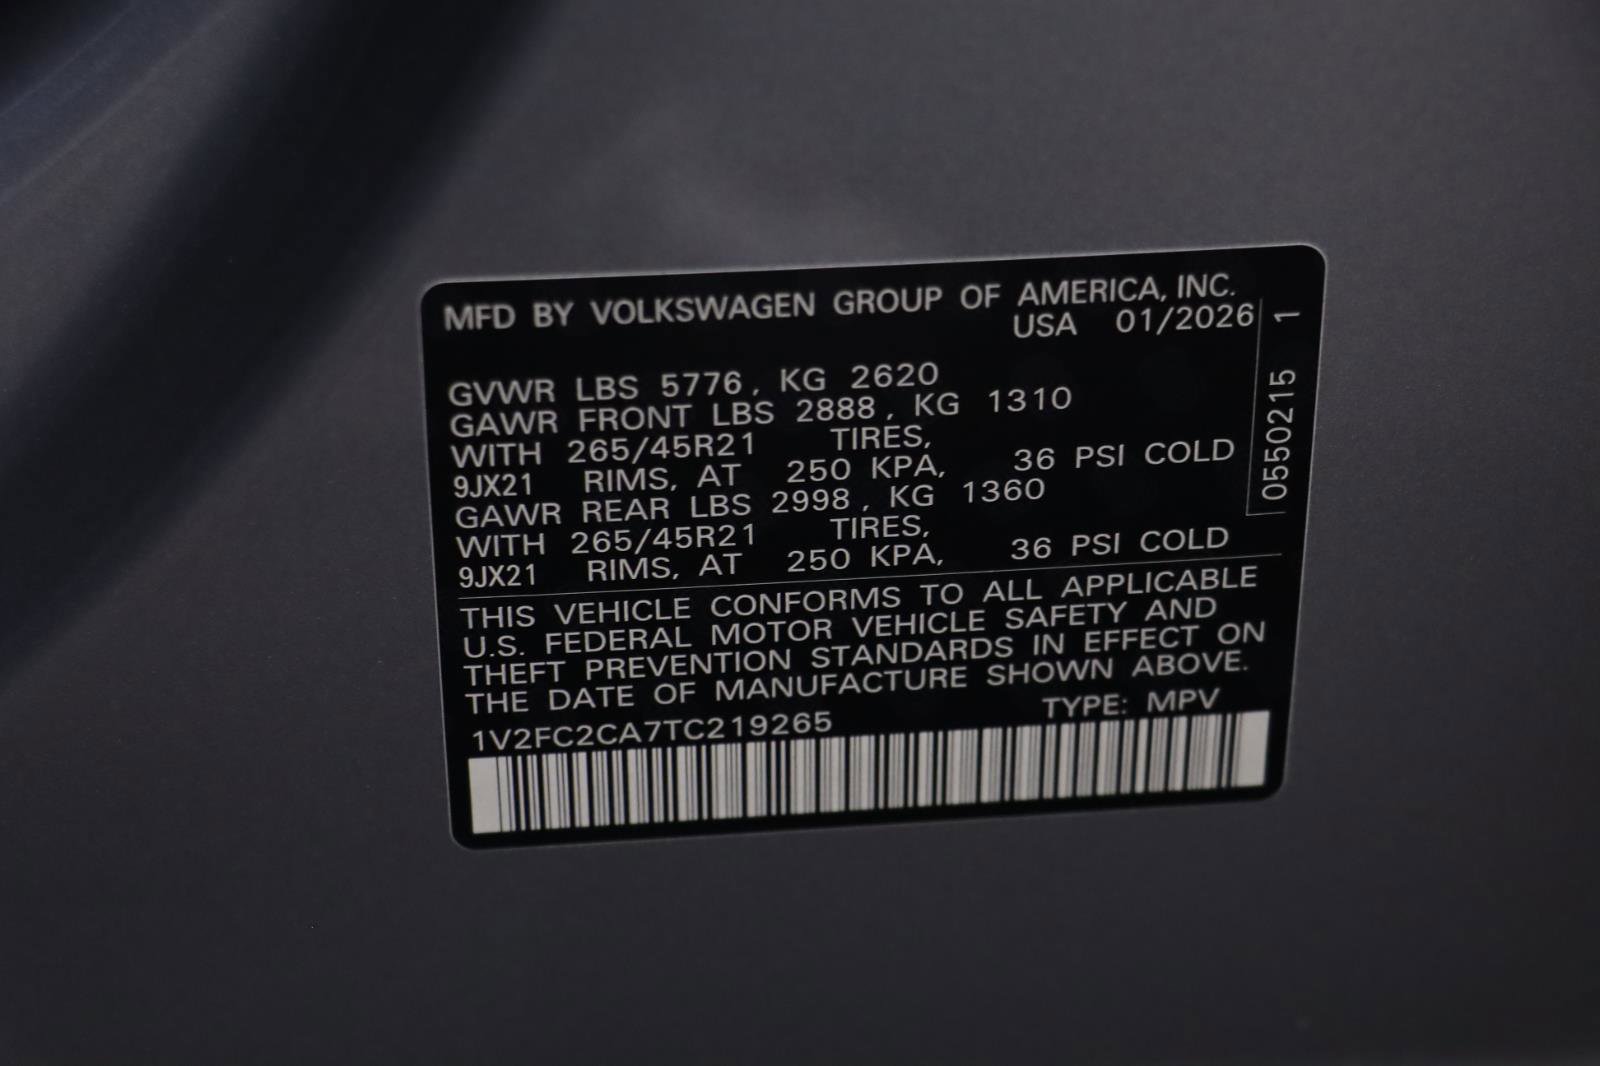 MFD BY VOLKSWAGEN GROUP OF AMERICA, INC.
USA 01/2026
GVWR LBS 5776, KG 2620
GAWR FRONT LBS 2888, KG 1310
WITH 265/45R21 TIRES,
9JX21 RIMS, AT 250 KPA, 36 PSI COLD
GAWR REAR LBS 2998, KG 1360
WITH 265/45R21 TIRES,
9JX21 RIMS, AT 250 KPA, 36 PSI COLD
0550215 1
THIS VEHICLE CONFORMS TO ALL APPLICABLE
U.S. FEDERAL MOTOR VEHICLE SAFETY AND
THEFT PREVENTION STANDARDS IN EFFECT ON
THE DATE OF MANUFACTURE SHOWN ABOVE.
1V2FC2CA7TC219265 TYPE: MPV